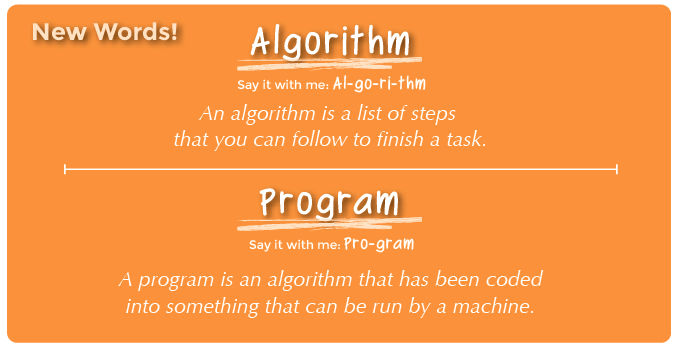 New Words!
Algorithm
Say it with me: Al-go-ri-thm
An algorithm is a list of steps
that you can follow to finish a task.
Program
Say it with me: Pro-gram
A program is an algorithm that has been coded
into something that can be run by a machine.